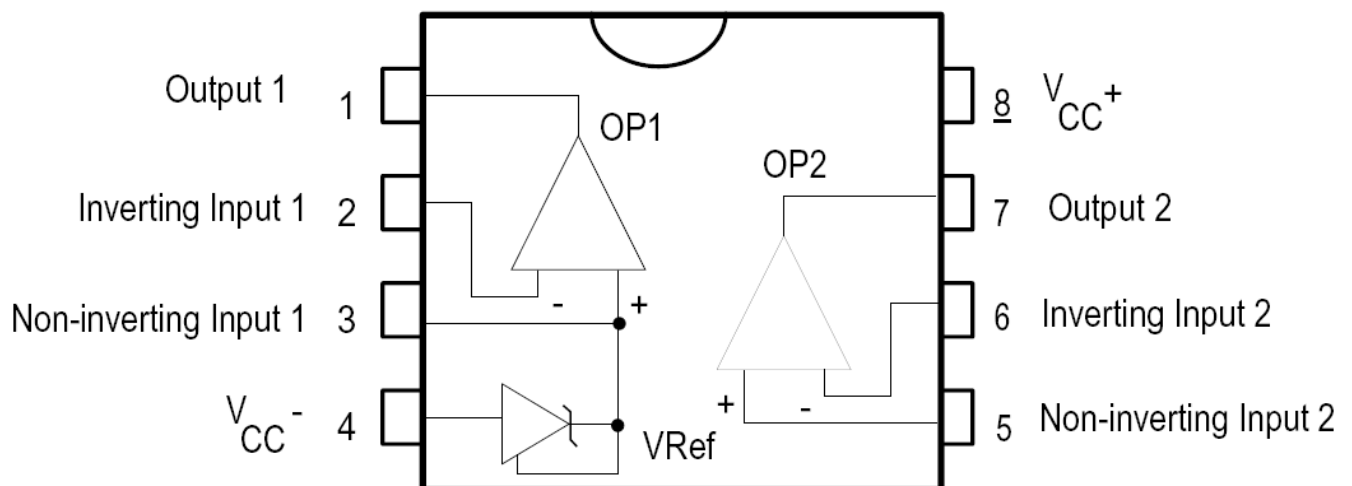 Output 1 1
OP1
8 VCC+
Inverting Input 1 2
OP2
7 Output 2
- +
Non-inverting Input 1 3
6 Inverting Input 2
VCC- 4
VRef
+ -
5 Non-inverting Input 2